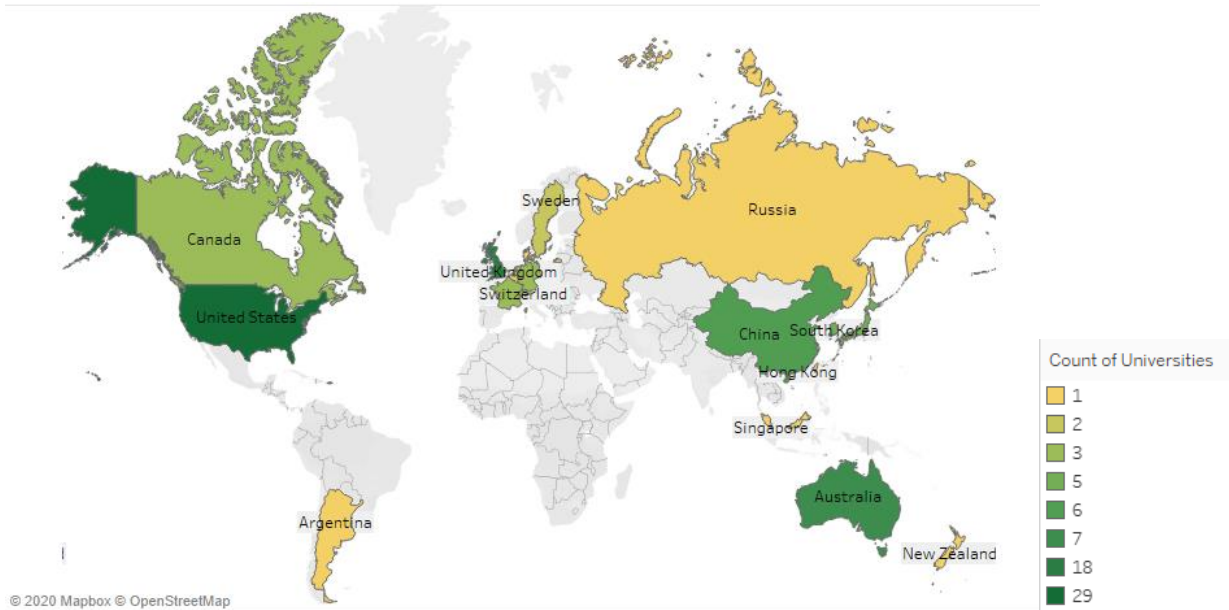 Sweden
Russia
Canada
United Kingdom
Switzerland
United States
China
South Korea
Hong Kong
Singapore
Australia
Argentina
New Zealand
© 2020 Mapbox © OpenStreetMap
Count of Universities
1
2
3
5
6
7
18
29